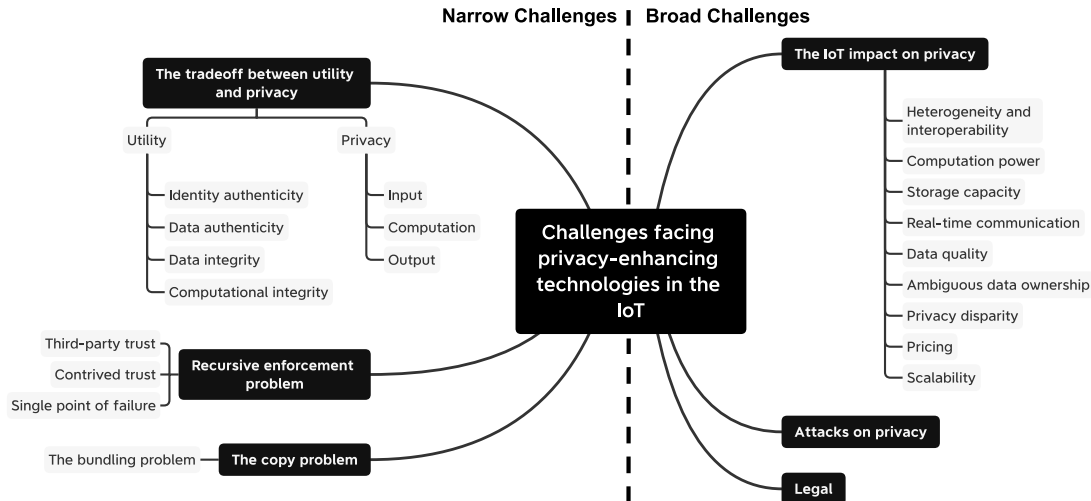 Narrow Challenges
Broad Challenges
The tradeoff between utility
and privacy
Utility
Identity authenticity
Data authenticity
Data integrity
Computational integrity
Privacy
Input
Computation
Output
Recursive enforcement
problem
Third-party trust
Contrived trust
Single point of failure
The copy problem
The bundling problem
Challenges facing
privacy-enhancing
technologies in the
IoT
The IoT impact on privacy
Heterogeneity and
interoperability
Computation power
Storage capacity
Real-time communication
Data quality
Ambiguous data ownership
Privacy disparity
Pricing
Scalability
Attacks on privacy
Legal